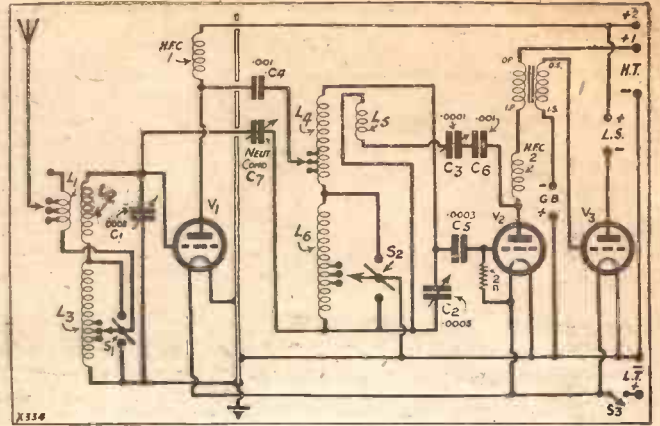 +2
+1
H.T.
-
H.F.C
1
.001
C4
NEUT
COND
C7
L4
L5
.0001
C3
.001
C6
O.P.
I.P.
O.S.
I.S.
H.F.C
2
+
L.S.
-
-
G B
+
L1
L2
.0005
C1
V1
L6
S2
.0003
C5
V2
V3
2
Ω
C2
.0005
L3
S1
-
L.T.
+
S3
X334